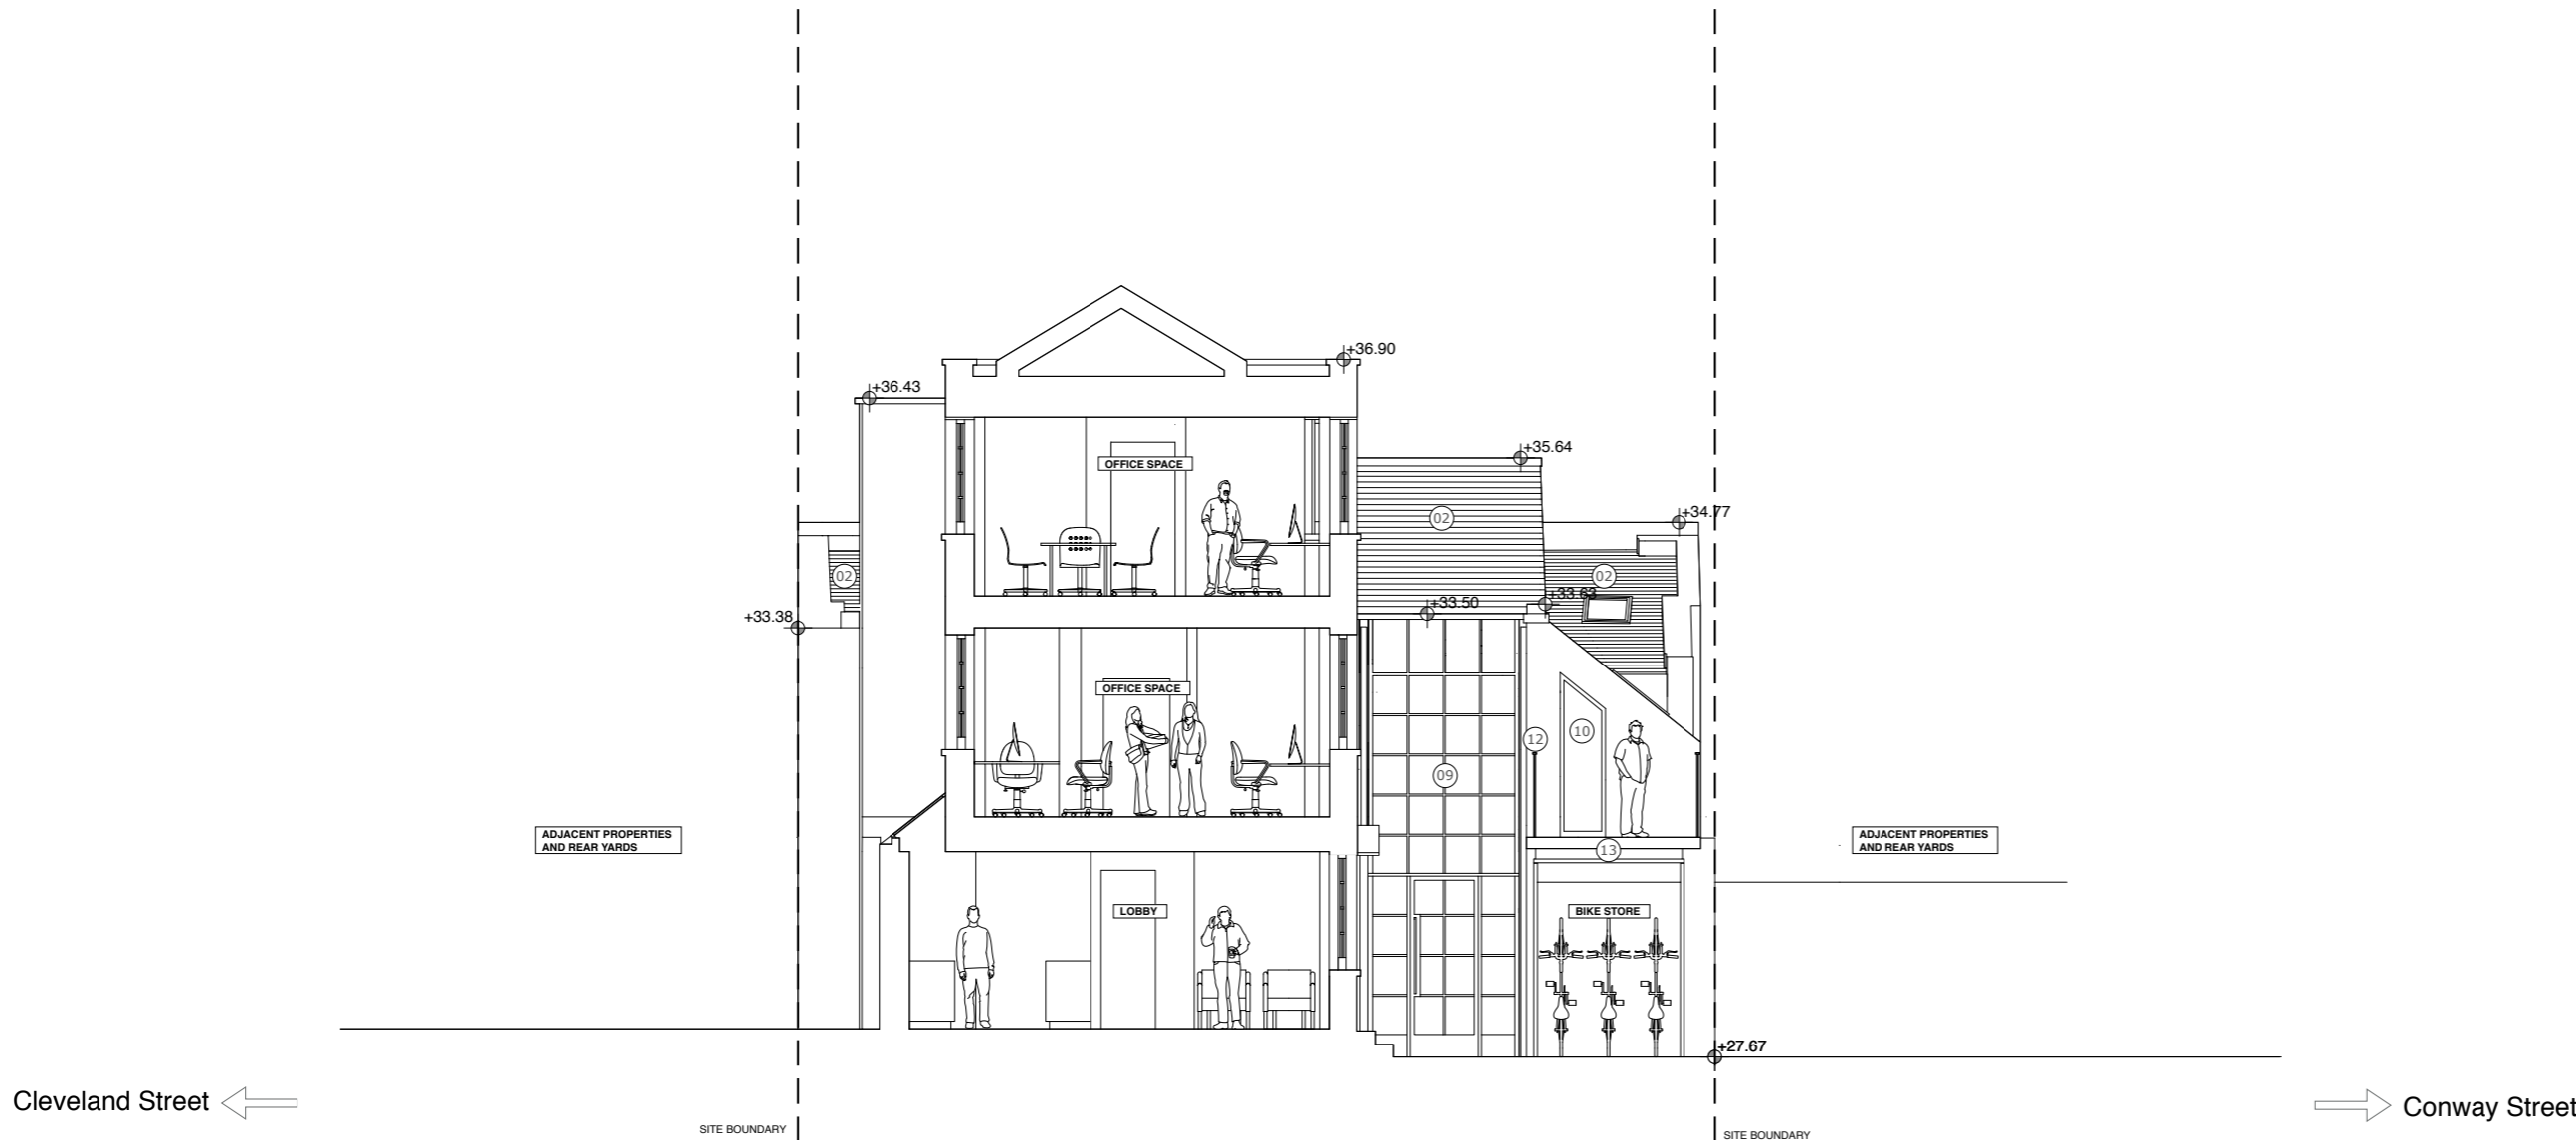 +36.90
+36.43
+35.64
OFFICE SPACE
02
+34.77
02
02
+33.63
+33.50
+33.38
OFFICE SPACE
10
12
09
ADJACENT PROPERTIES
AND REAR YARDS
ADJACENT PROPERTIES
AND REAR YARDS
13
LOBBY
BIKE STORE
+27.67
Cleveland Street
Conway Street
SITE BOUNDARY
SITE BOUNDARY